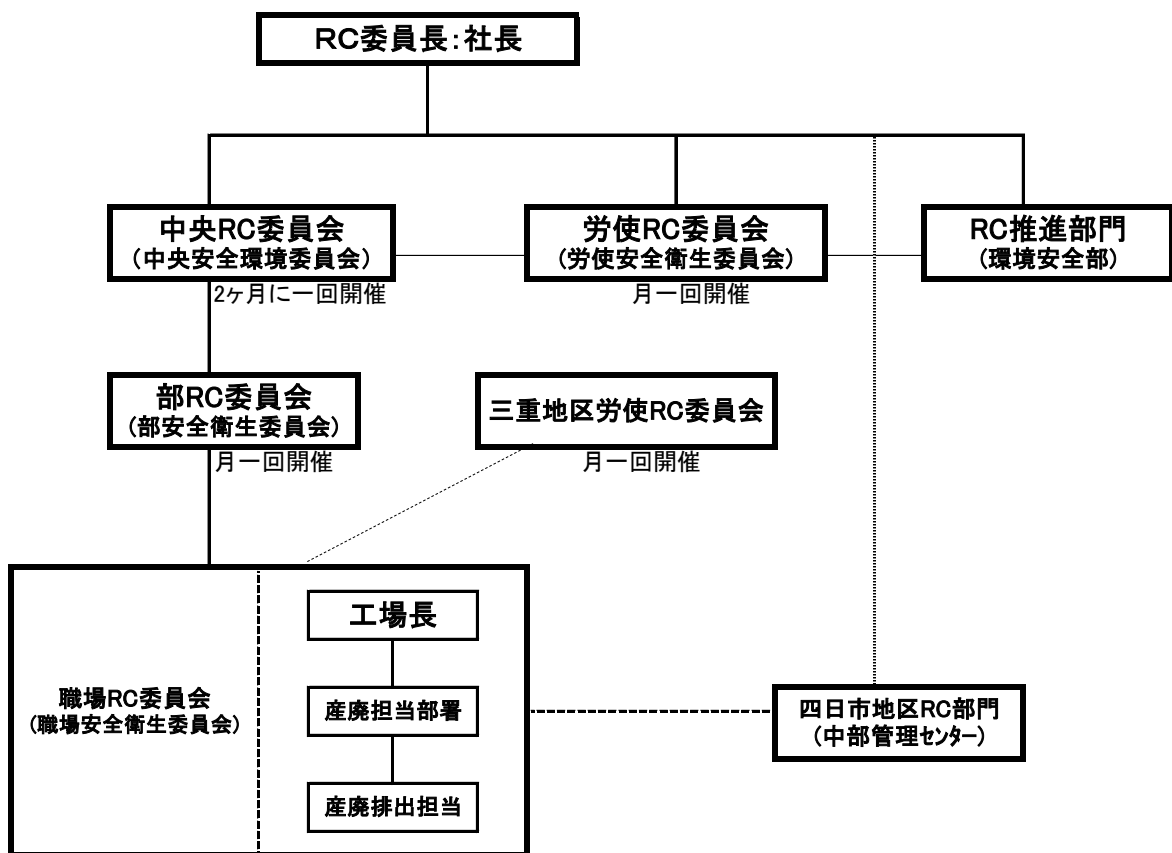 RC委員長：社長
中央RC委員会
（中央安全環境委員会）
2ヶ月に一回開催
労使RC委員会
（労使安全衛生委員会）
月一回開催
RC推進部門
（環境安全部）
部RC委員会
（部安全衛生委員会）
月一回開催
三重地区労使RC委員会
月一回開催
職場RC委員会
（職場安全衛生委員会）
工場長
産廃担当部署
産廃排出担当
四日市地区RC部門
（中部管理センター）